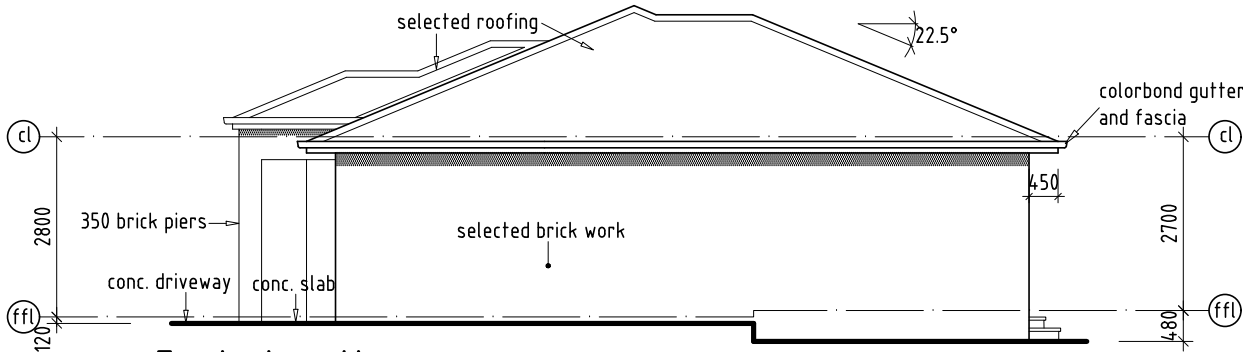 selected roofing
22.5°
colorbond gutter
and fascia
cl
cl
450
350 brick piers
2800
selected brick work
2700
conc. driveway
conc. slab
ffl
ffl
120
480